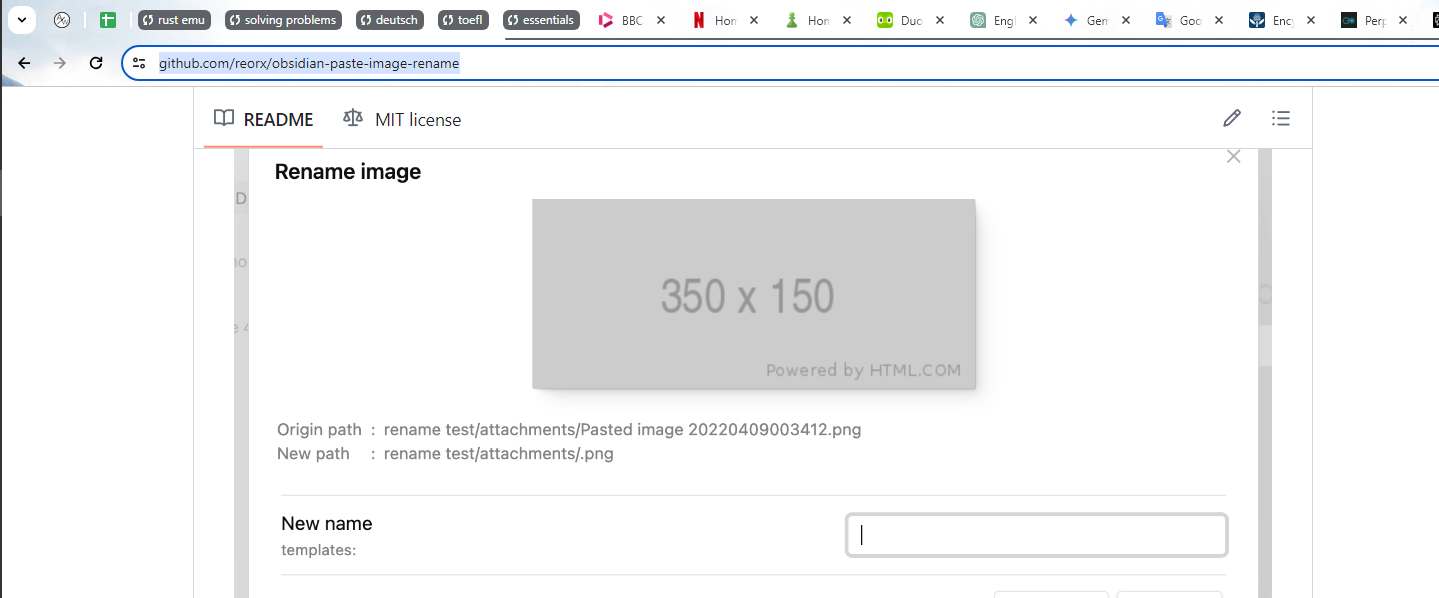 rust emu solving problems deutsch toefl essentials BBC Hon Hon Duo Engl Gen Goo Ency Perp
github.com/reorx/obsidian-paste-image-rename
README MIT license
Rename image
D
350 x 150
Powered by HTML.COM
Origin path : rename test/attachments/Pasted image 20220409003412.png
New path : rename test/attachments/.png
New name
templates: